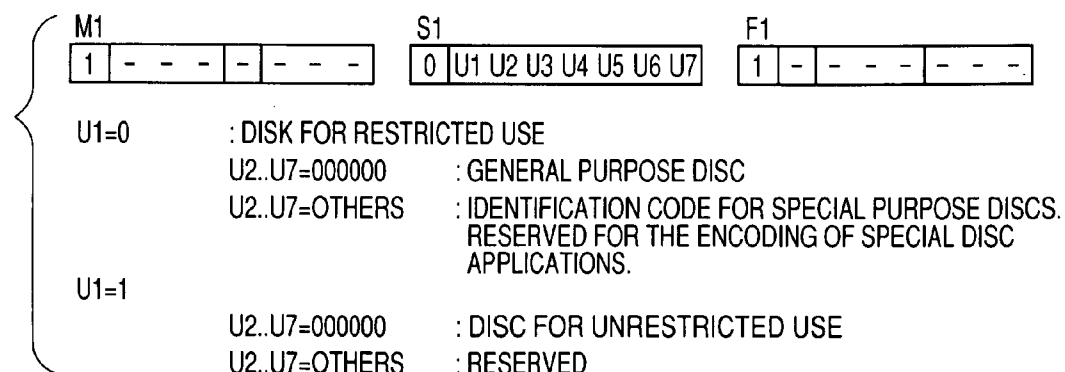 M1 S1 F1
1 - - - - - - - 0 U1 U2 U3 U4 U5 U6 U7 1 - - - - - - -
U1=0 : DISK FOR RESTRICTED USE
U2..U7=000000 : GENERAL PURPOSE DISC
U2..U7=OTHERS : IDENTIFICATION CODE FOR SPECIAL PURPOSE DISCS.
RESERVED FOR THE ENCODING OF SPECIAL DISC
APPLICATIONS.
U1=1
U2..U7=000000 : DISC FOR UNRESTRICTED USE
U2..U7=OTHERS : RESERVED